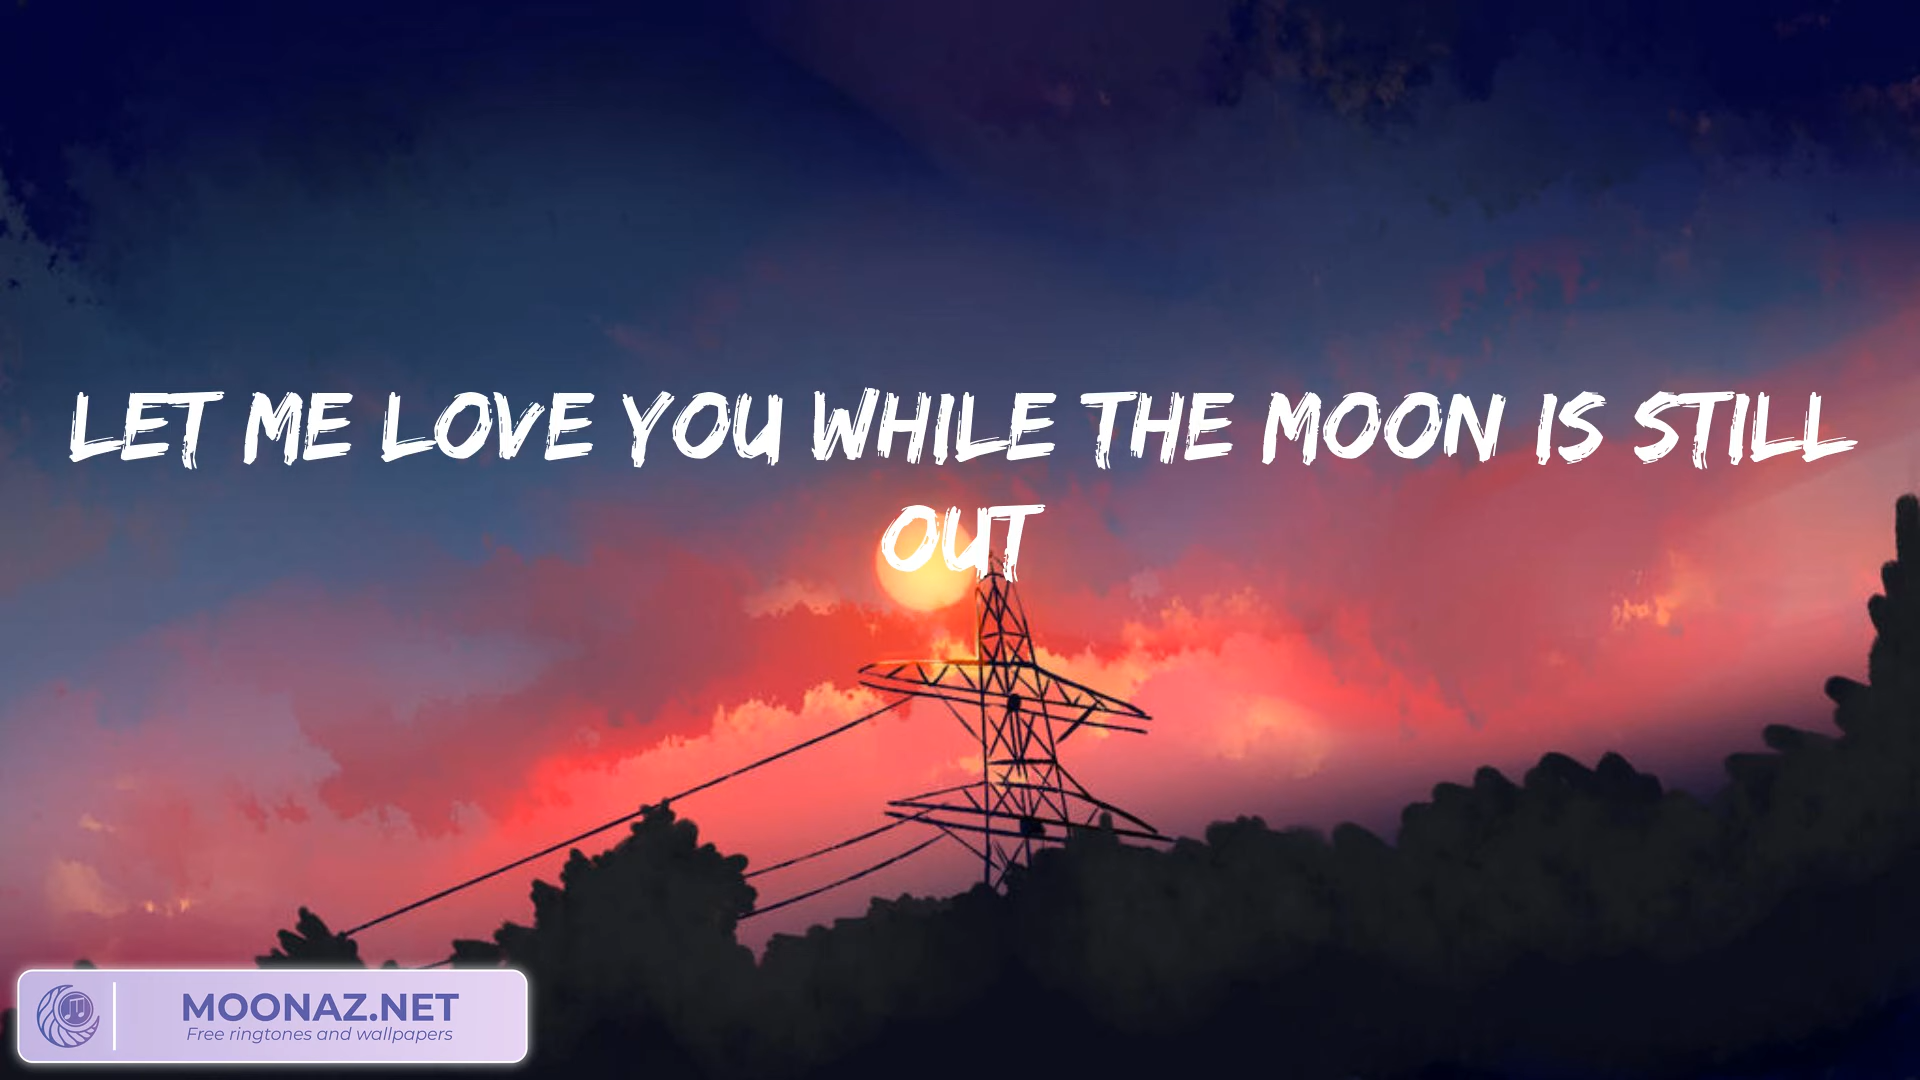 LET ME LOVE YOU WHILE THE MOON IS STILL
OUT
MOONAZ.NET
Free ringtones and wallpapers